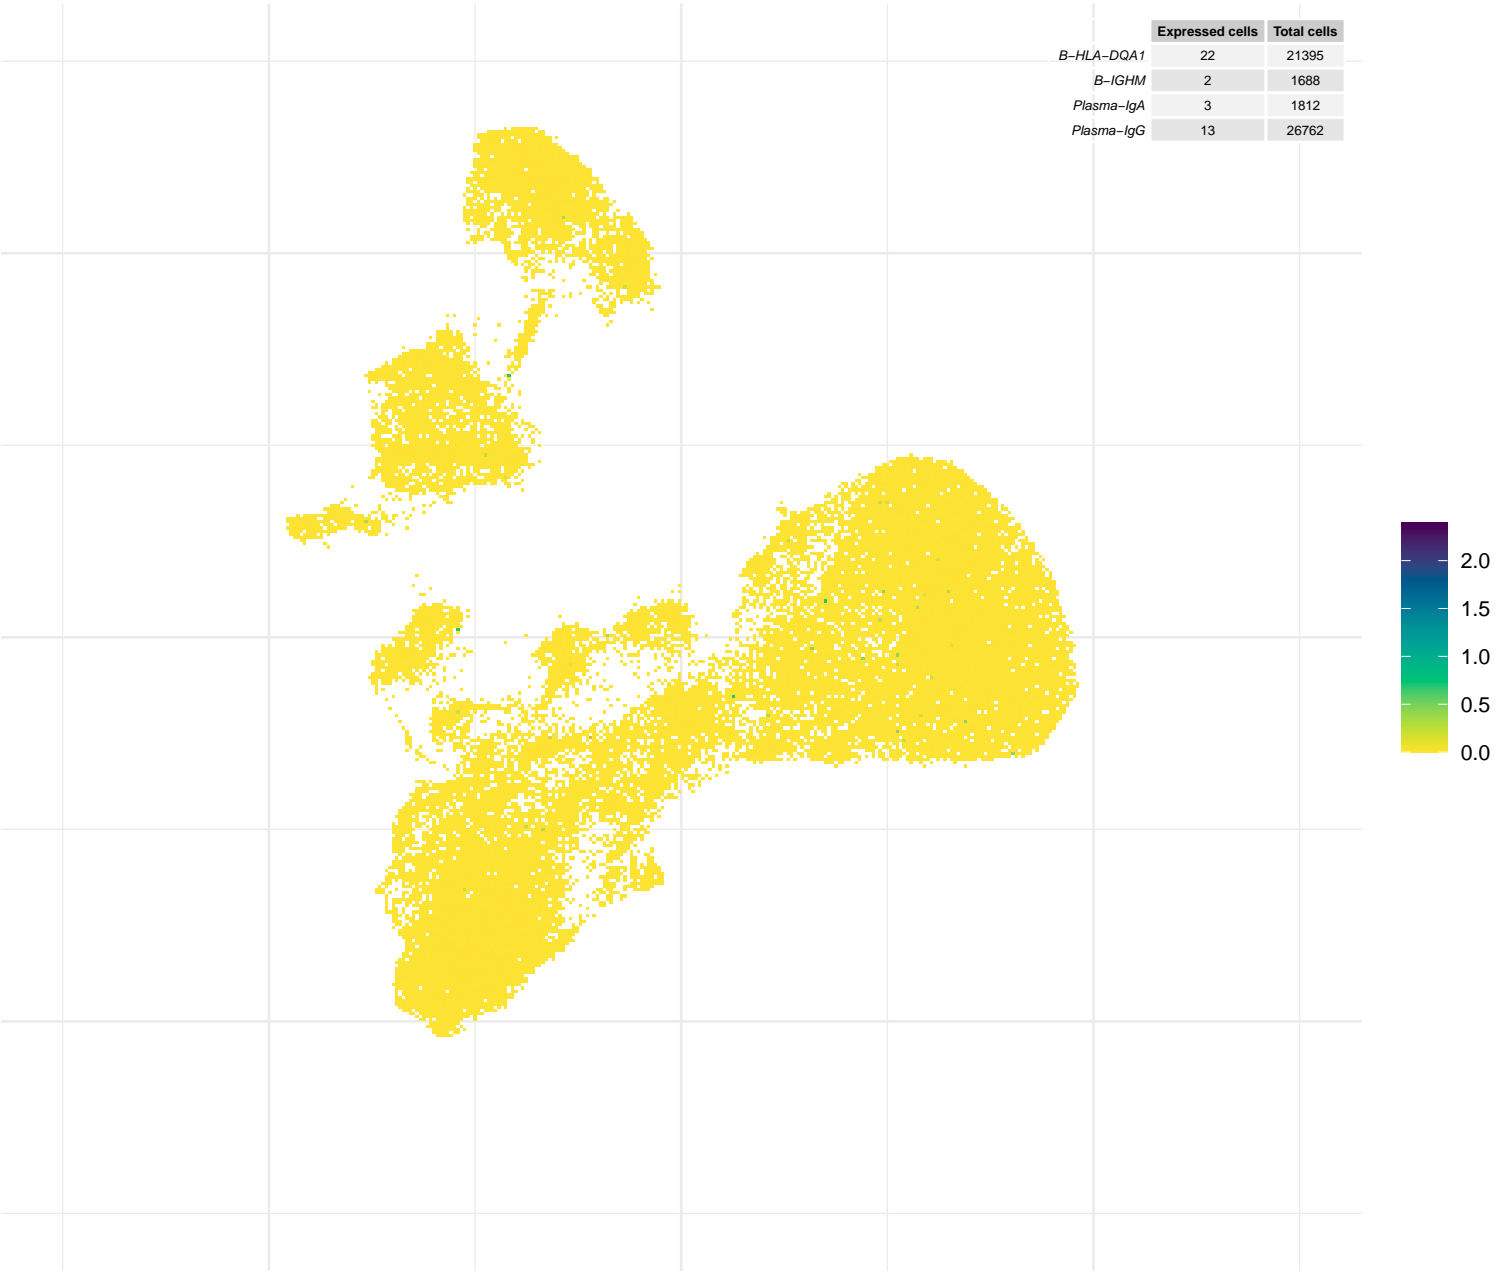 Expressed cells Total cells
B−HLA−DQA1 22 21395
B−IGHM 2 1688
Plasma−IgA 3 1812
Plasma−IgG 13 26762
2.0
1.5
1.0
0.5
0.0